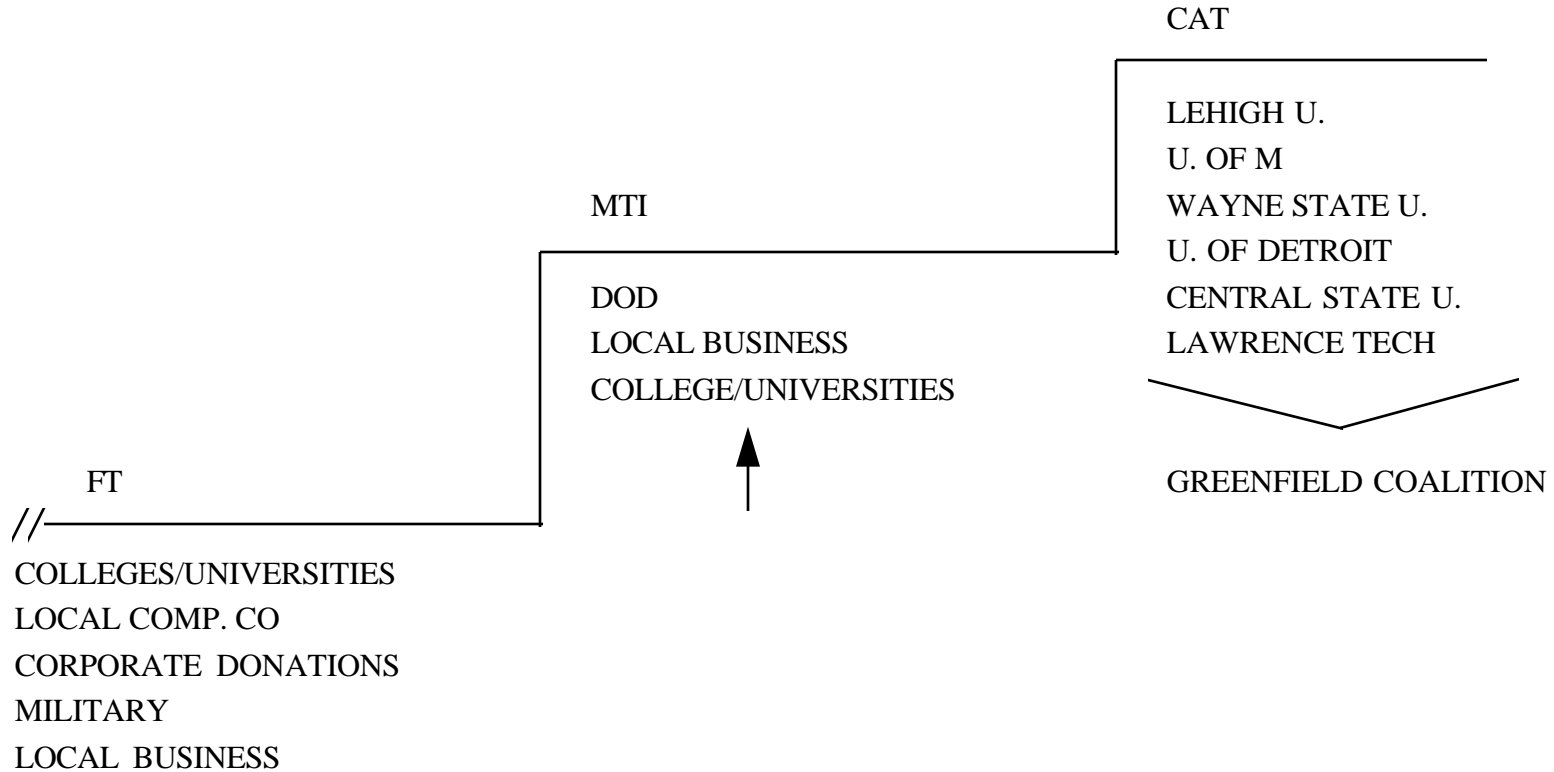 CAT
LEHIGH U.
U. OF M
WAYNE STATE U.
U. OF DETROIT
CENTRAL STATE U.
LAWRENCE TECH
GREENFIELD COALITION
MTI
DOD
LOCAL BUSINESS
COLLEGE/UNIVERSITIES
FT
//
COLLEGES/UNIVERSITIES
LOCAL COMP. CO
CORPORATE DONATIONS
MILITARY
LOCAL BUSINESS